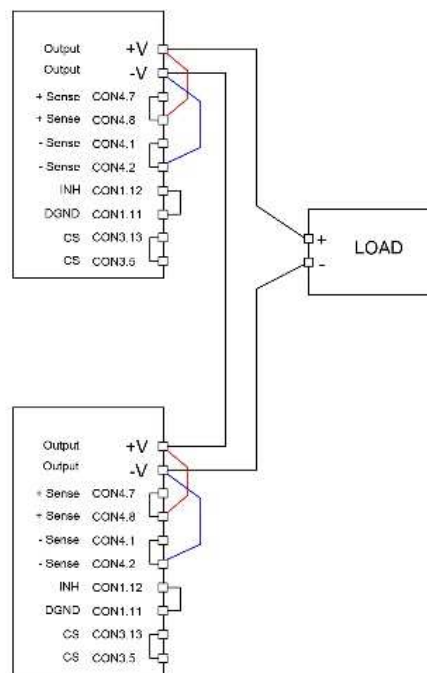 Output +V
Output -V
+ Sense CON4.7
+ Sense CON4.8
- Sense CON4.1
- Sense CON4.2
INH CON1.12
DGND CON1.11
CS CON3.13
CS CON3.5
+ LOAD
-
Output +V
Output -V
+ Sense CON4.7
+ Sense CON4.8
- Sense CON4.1
- Sense CON4.2
INH CON1.12
DGND CON1.11
CS CON3.13
CS CON3.5